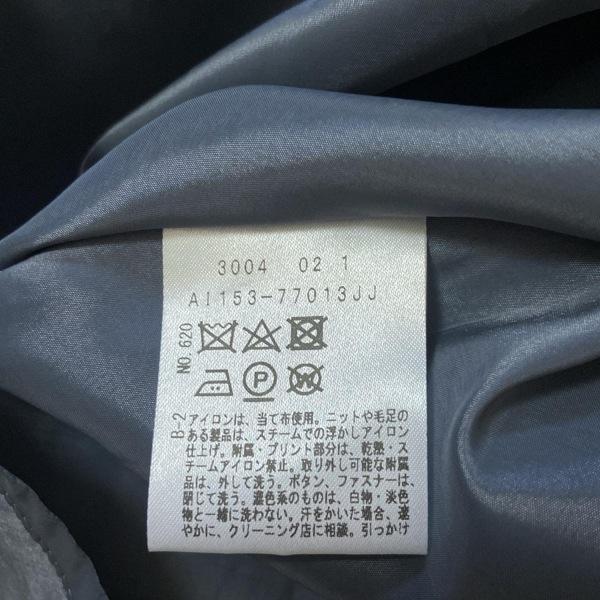 3004 02 1
AI153-77013JJ
NO.620
P
W
B-2
アイロンは、当て布使用。ニットや毛足の
ある製品は、スチームでの浮かしアイロン
仕上げ。附属・プリント部分は、乾熱・ス
チームアイロン禁止。取り外し可能な附属
品は、外して洗う。ボタン、ファスナーは、
閉じて洗う。濃色系のものは、白物・淡色
物と一緒に洗わない。汗をかいた場合、速
やかに、クリーニング店に相談。引っかけ